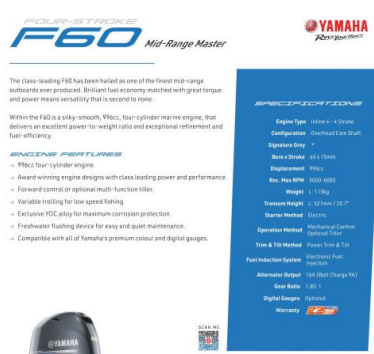 FOUR-STROKE
F60 Mid-Range Master
YAMAHA
Revs Your Heart
The class-leading F60 has been hailed as one of the finest mid-range
outboards ever produced. Brilliant fuel economy matched with great torque
and power means versatility that is second to none.
Within the F60 is a silky-smooth, 996cc, four-cylinder marine engine, that
delivers an excellent power-to-weight ratio and exceptional refinement and
fuel-efficiency.
ENGINE FEATURES
→ 996cc four-cylinder engine.
→ Award winning engine designs with class leading power and performance.
→ Forward control or optional multi-function tiller.
→ Variable trolling for low speed fishing.
→ Exclusive YDC alloy for maximum corrosion protection.
→ Freshwater flushing device for easy and quiet maintenance.
→ Compatible with all of Yamaha's premium colour and digital gauges.
SPECIFICATIONS
Engine Type Inline 4 - 4 Stroke
Configuration Overhead Cam Shaft
Signature Grey *
Bore x Stroke 65 x 75mm
Displacement 996cc
Rec. Max RPM 5000-6000
Weight L: 113kg
Transom Height L: 527mm / 20.7"
Starter Method Electric
Operation Method Mechanical Control
Optional Tiller
Trim & Tilt Method Power Trim & Tilt
Fuel Induction System Electronic Fuel
Injection
Alternator Output 16A (Batt Charge 9A)
Gear Ratio 1.85: 1
Digital Gauges Optional
Warranty
SCAN ME
YAMAHA